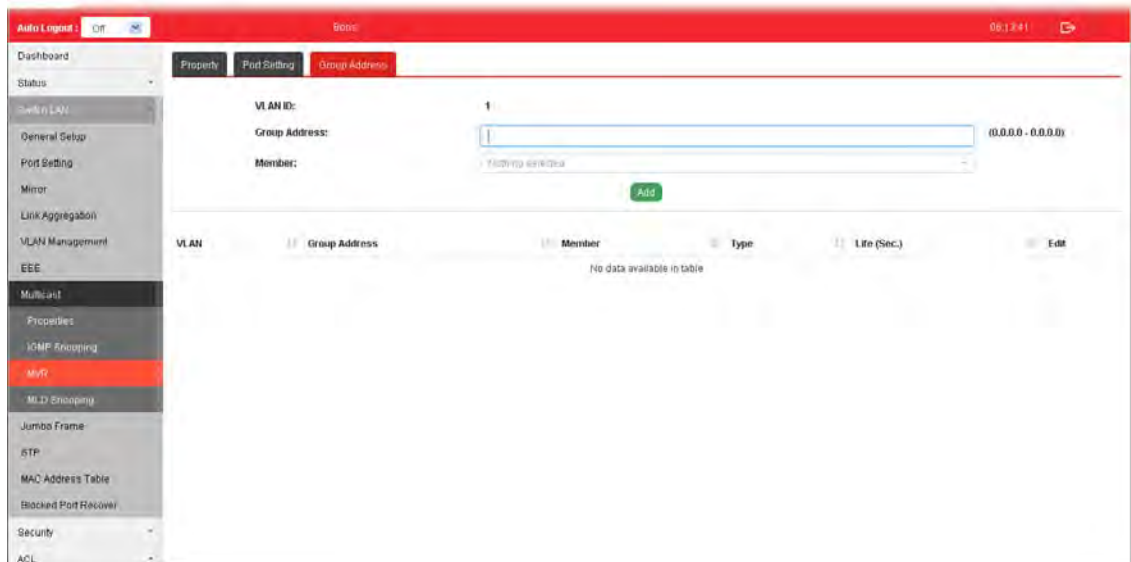 Auto Logout : Off
Dashboard
Status
Switch LAN
General Setup
Port Setting
Mirror
Link Aggregation
VLAN Management
EEE
Multicast
Properties
IGMP Snooping
MVR
MLD Snooping
Jumbo Frame
STP
MAC Address Table
Blocked Port Recover
Security
ACL
Property Port Setting Group Address
VLAN ID: 1
Group Address: (0.0.0.0 - 0.0.0.0)
Member: Nothing selected
Add
VLAN Group Address Member Type Life (Sec.) Edit
No data available in table